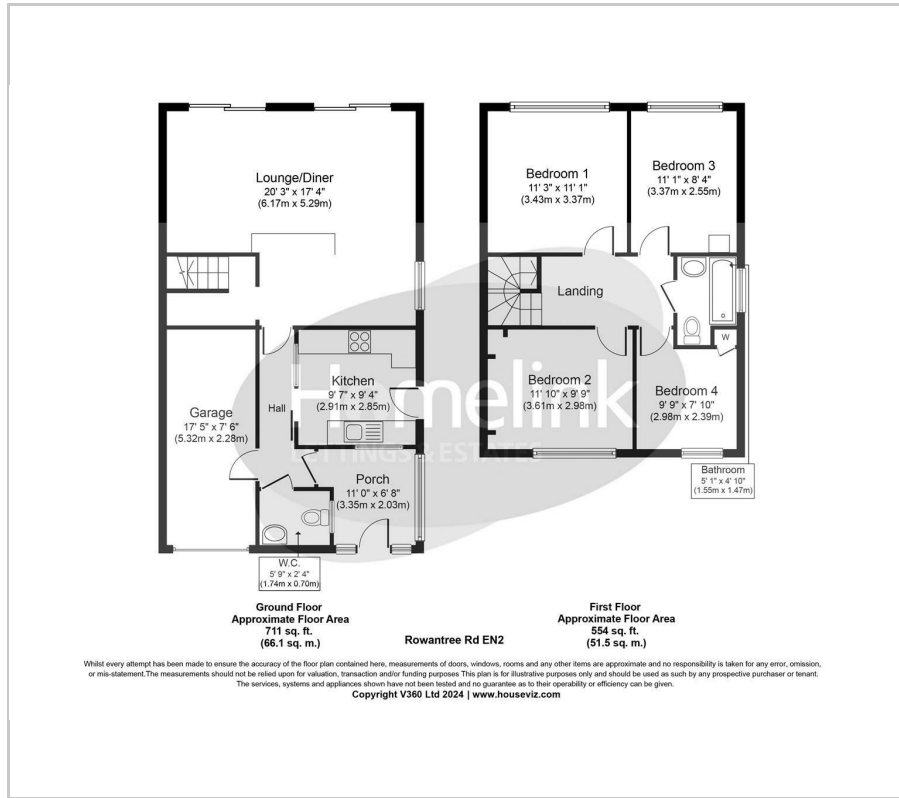 Lounge/Diner
20' 3" x 17' 4"
(6.17m x 5.29m)
Kitchen
9' 7" x 9' 4"
(2.91m x 2.85m)
Garage
17' 5" x 7' 6"
(5.32m x 2.28m)
Hall
Porch
11' 0" x 6' 8"
(3.35m x 2.03m)
W.C.
5' 9" x 2' 4"
(1.74m x 0.70m)
Bedroom 1
11' 3" x 11' 1"
(3.43m x 3.37m)
Bedroom 3
11' 1" x 8' 4"
(3.37m x 2.55m)
Landing
W
Bedroom 2
11' 10" x 9' 9"
(3.61m x 2.98m)
Bedroom 4
9' 9" x 7' 10"
(2.98m x 2.39m)
Bathroom
5' 1" x 4' 10"
(1.55m x 1.47m)
Homelink
LETTINGS & ESTATES
Ground Floor
Approximate Floor Area
711 sq. ft.
(66.1 sq. m.)
Rowantree Rd EN2
First Floor
Approximate Floor Area
554 sq. ft.
(51.5 sq. m.)
Whilst every attempt has been made to ensure the accuracy of the floor plan contained here, measurements of doors, windows, rooms and any other items are approximate and no responsibility is taken for any error, omission,
or mis-statement.The measurements should not be relied upon for valuation, transaction and/or funding purposes This plan is for illustrative purposes only and should be used as such by any prospective purchaser or tenant.
The services, systems and appliances shown have not been tested and no guarantee as to their operability or efficiency can be given.
Copyright V360 Ltd 2024 | www.houseviz.com